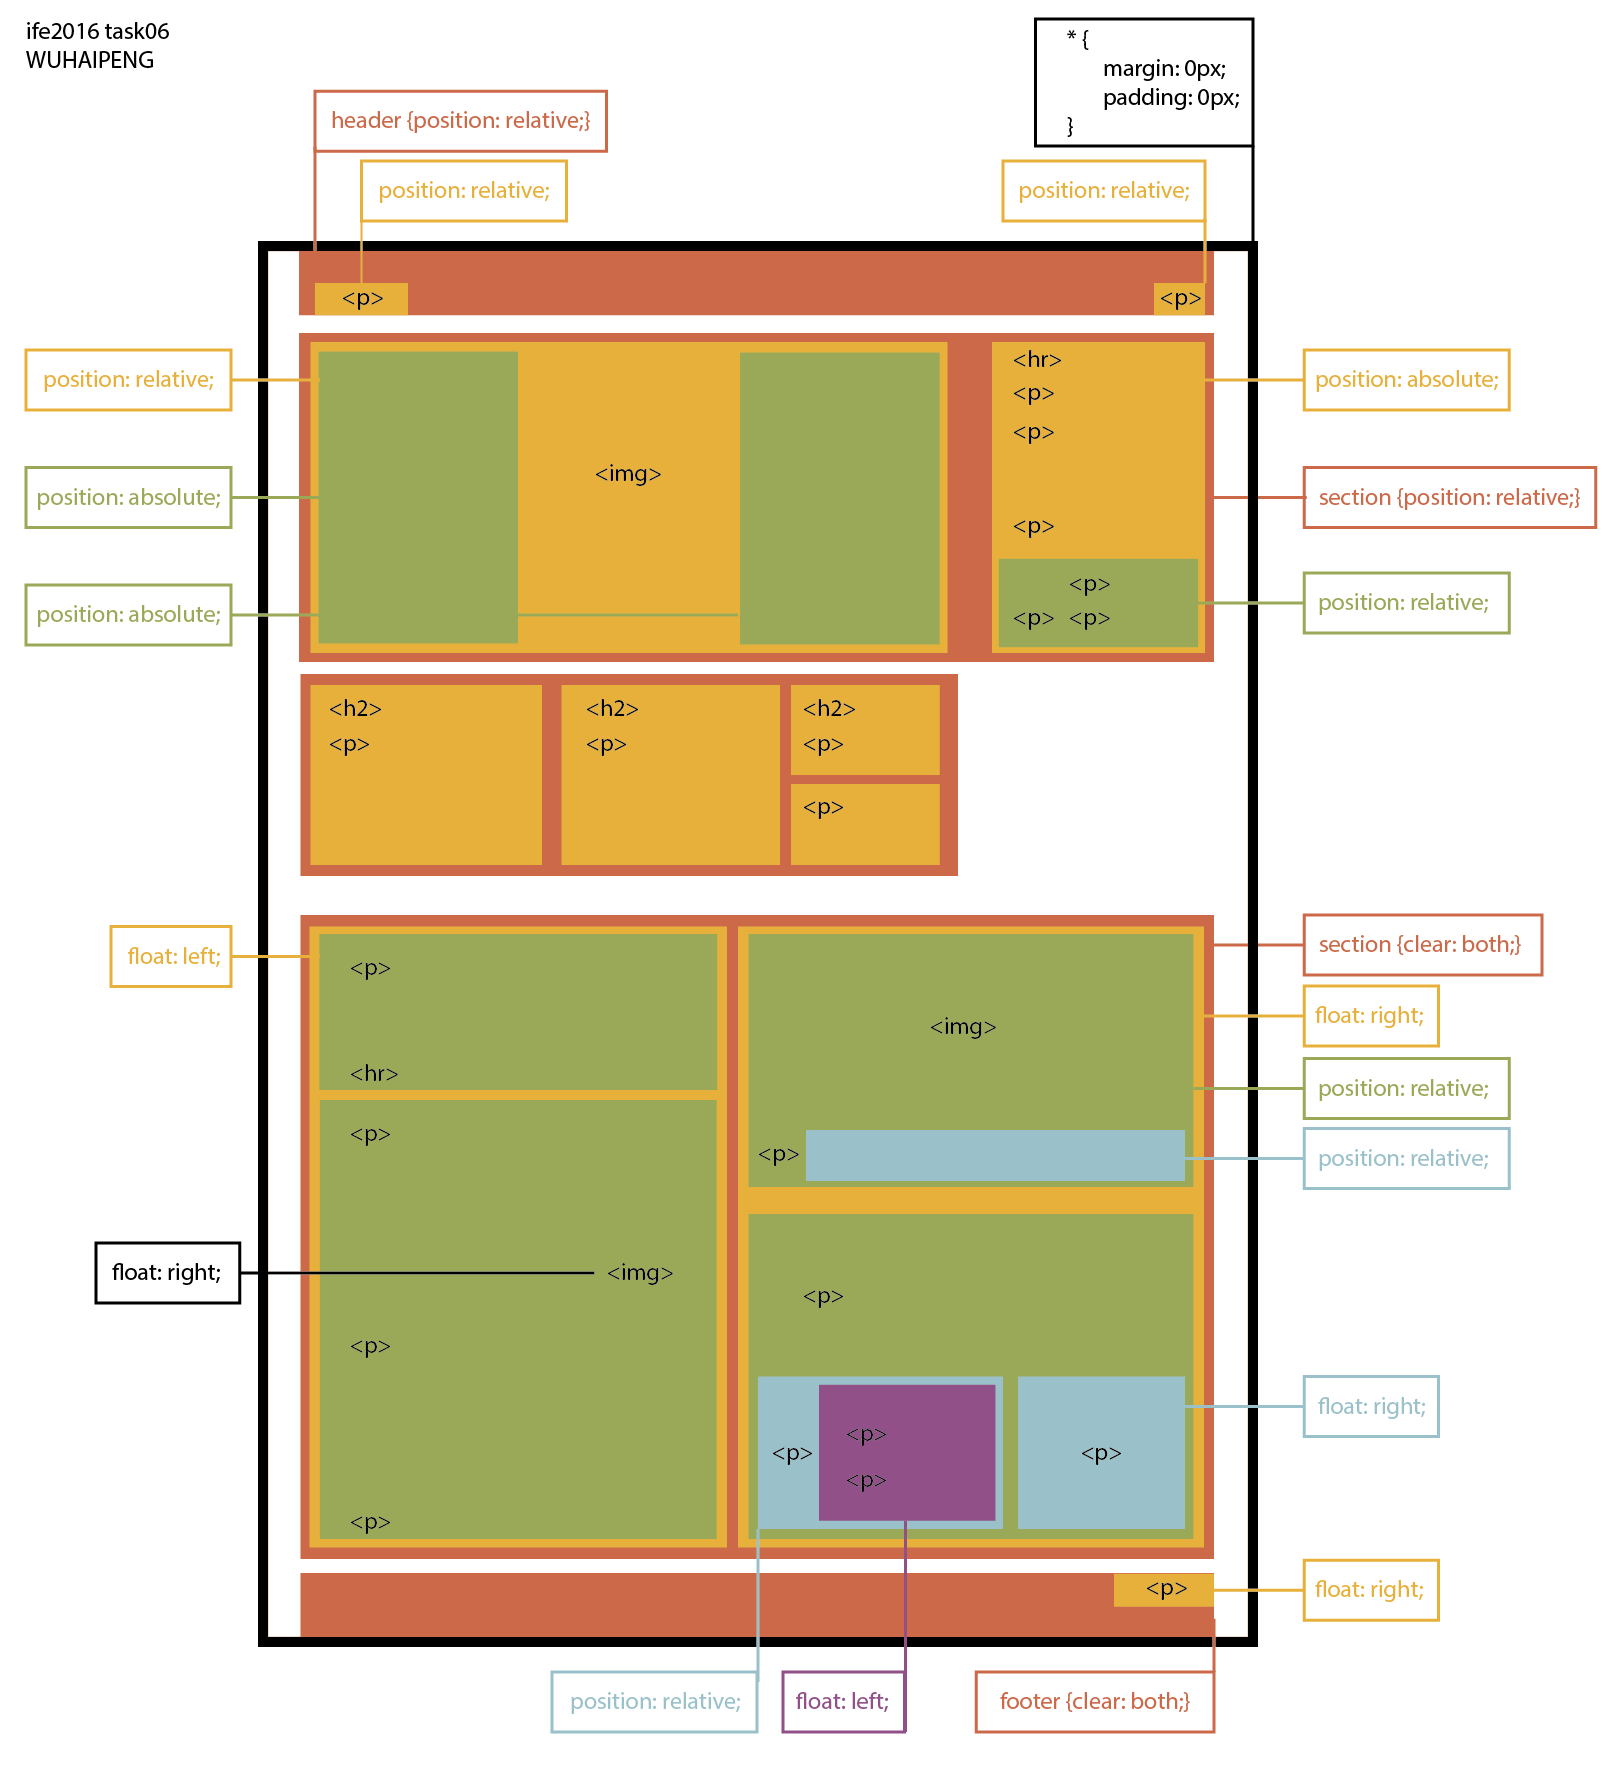 ife2016 task06
WUHAIPENG
* {
margin: 0px;
padding: 0px;
}
header {position: relative;}
position: relative;
position: relative;
<p>
<p>
position: relative;
position: absolute;
position: absolute;
<img>
<hr>
<p>
<p>
<p>
<p>
<p> <p>
position: absolute;
section {position: relative;}
position: relative;
<h2>
<p>
<h2>
<p>
<h2>
<p>
<p>
float: left;
<p>
<hr>
<p>
float: right;
<img>
<p>
<p>
<img>
<p>
<p>
<p>
<p>
<p>
<p>
section {clear: both;}
float: right;
position: relative;
position: relative;
float: right;
<p>
float: right;
position: relative;
float: left;
footer {clear: both;}